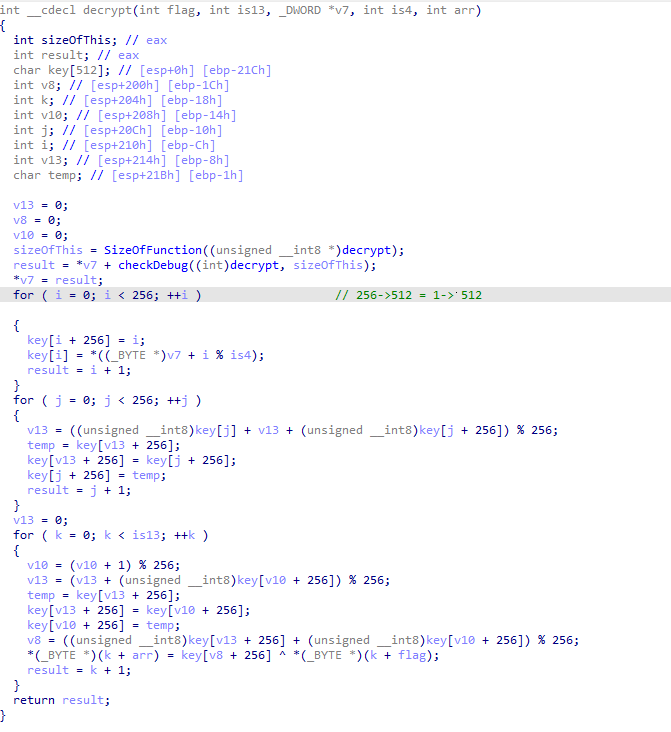 int __cdecl decrypt(int flag, int is13, _DWORD *v7, int is4, int arr)
{
  int sizeOfThis; // eax
  int result; // eax
  char key[512]; // [esp+0h] [ebp-21Ch]
  int v8; // [esp+200h] [ebp-1Ch]
  int k; // [esp+204h] [ebp-18h]
  int v10; // [esp+208h] [ebp-14h]
  int j; // [esp+20Ch] [ebp-10h]
  int i; // [esp+210h] [ebp-Ch]
  int v13; // [esp+214h] [ebp-8h]
  char temp; // [esp+21Bh] [ebp-1h]

  v13 = 0;
  v8 = 0;
  v10 = 0;
  sizeOfThis = SizeOfFunction((unsigned __int8 *)decrypt);
  result = *v7 + checkDebug((int)decrypt, sizeOfThis);
  *v7 = result;
  for ( i = 0; i < 256; ++i )                   // 256->512 = 1->`512

  {
    key[i + 256] = i;
    key[i] = *((_BYTE *)v7 + i % is4);
    result = i + 1;
  }
  for ( j = 0; j < 256; ++j )
  {
    v13 = ((unsigned __int8)key[j] + v13 + (unsigned __int8)key[j + 256]) % 256;
    temp = key[v13 + 256];
    key[v13 + 256] = key[j + 256];
    key[j + 256] = temp;
    result = j + 1;
  }
  v13 = 0;
  for ( k = 0; k < is13; ++k )
  {
    v10 = (v10 + 1) % 256;
    v13 = (v13 + (unsigned __int8)key[v10 + 256]) % 256;
    temp = key[v13 + 256];
    key[v13 + 256] = key[v10 + 256];
    key[v10 + 256] = temp;
    v8 = ((unsigned __int8)key[v13 + 256] + (unsigned __int8)key[v10 + 256]) % 256;
    *(_BYTE *)(k + arr) = key[v8 + 256] ^ *(_BYTE *)(k + flag);
    result = k + 1;
  }
  return result;
}